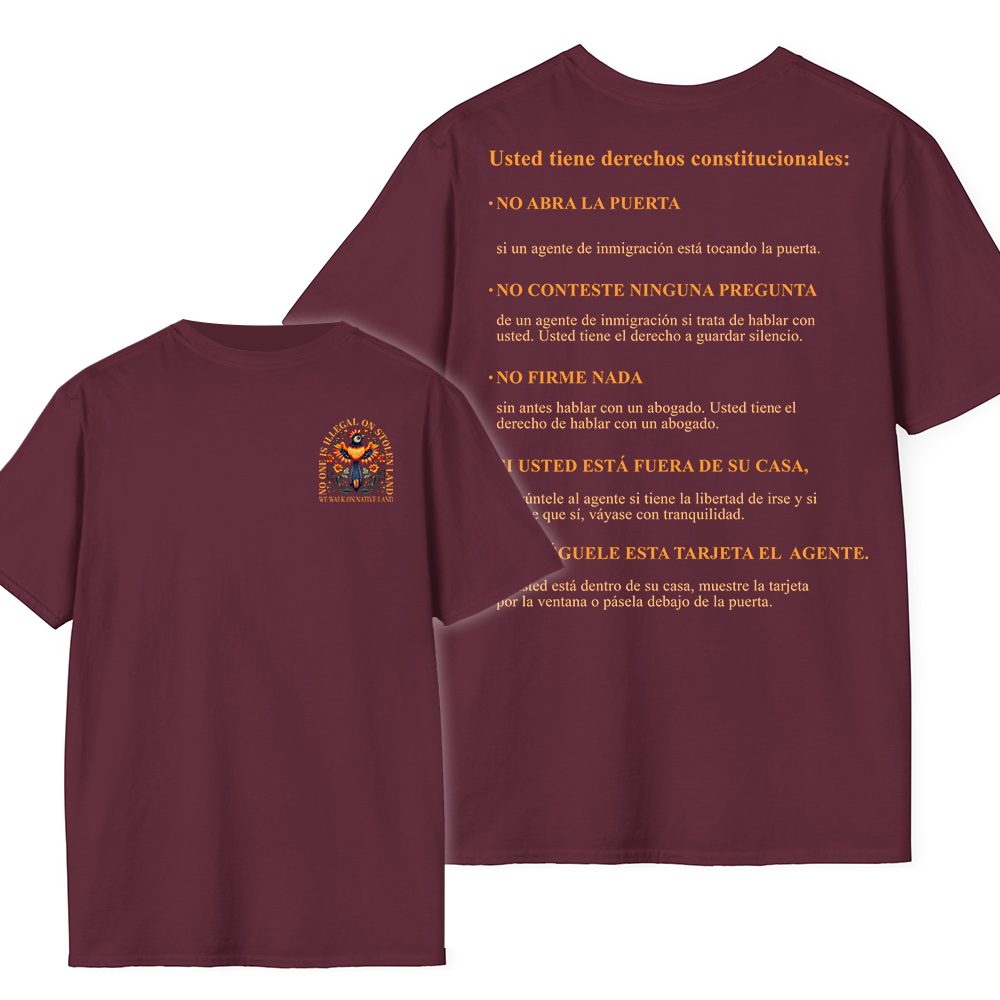 NO ONE IS ILLEGAL ON STOLEN LAND
WE WALK ON NATIVE LAND
Usted tiene derechos constitucionales:
· NO ABRA LA PUERTA
si un agente de inmigración está tocando la puerta.
· NO CONTESTE NINGUNA PREGUNTA
de un agente de inmigración si trata de hablar con
usted. Usted tiene el derecho a guardar silencio.
· NO FIRME NADA
sin antes hablar con un abogado. Usted tiene el
derecho de hablar con un abogado.
USTED ESTÁ FUERA DE SU CASA,
al agente si tiene la libertad de irse y si
que sí, váyase con tranquilidad.
ESTA TARJETA EL AGENTE.
está dentro de su casa, muestre la tarjeta
por la ventana o pásela debajo de la puerta.